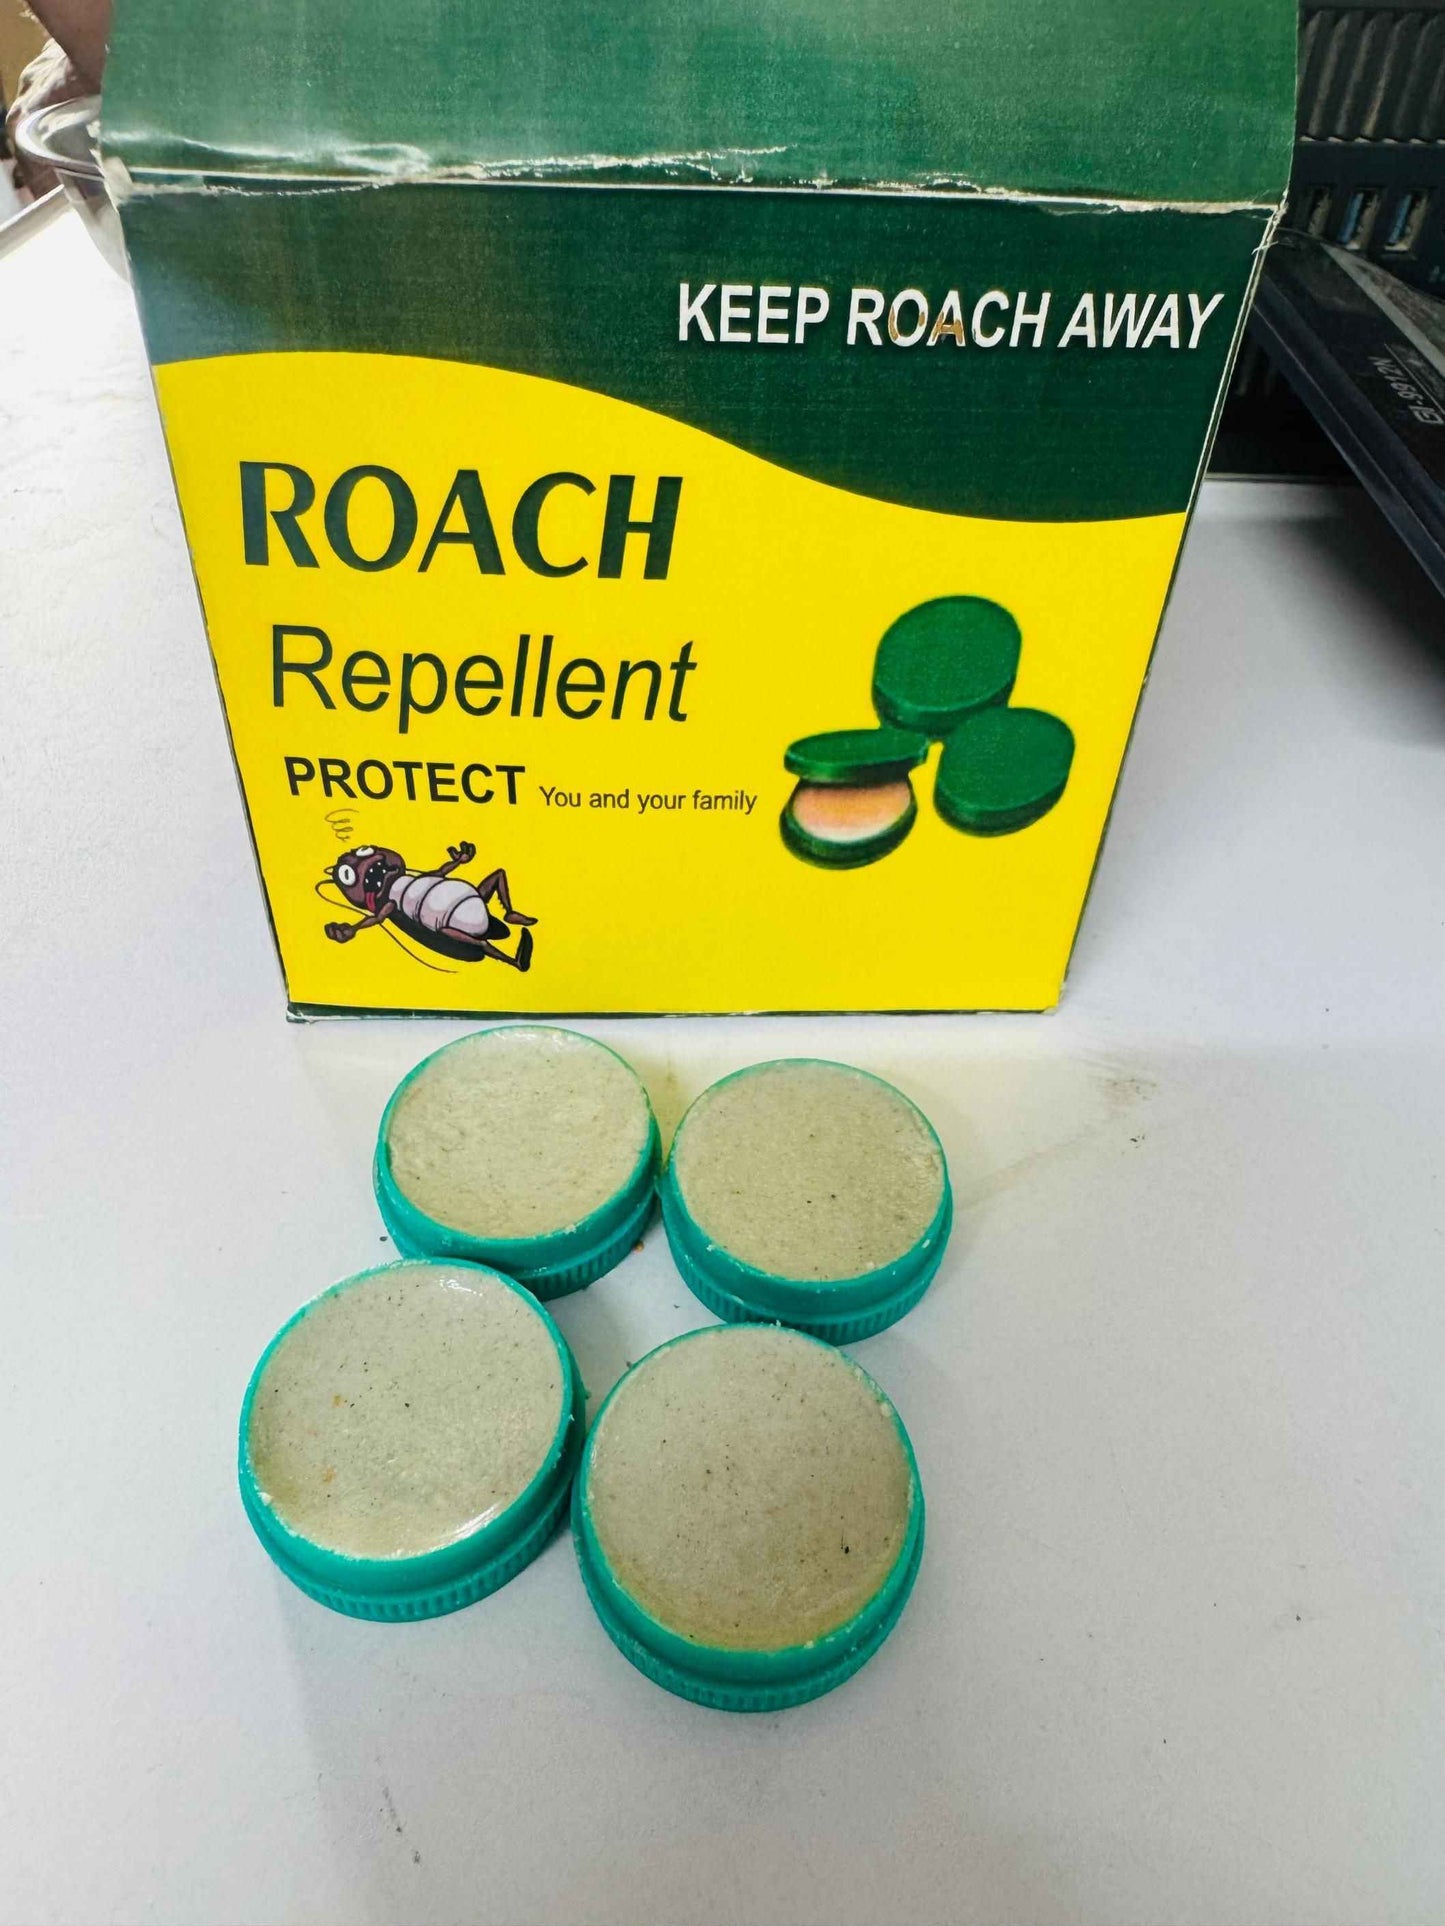 KEEP ROACH AWAY
ROACH
Repellent
PROTECT You and your family